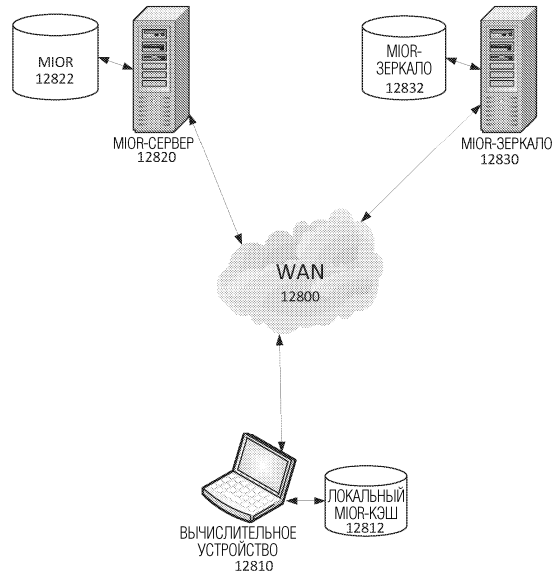 MIOR
12822
MIOR-СЕРВЕР
12820
MIOR-
ЗЕРКАЛО
12832
MIOR-ЗЕРКАЛО
12830
WAN
12800
ВЫЧИСЛИТЕЛЬНОЕ
УСТРОЙСТВО
12810
ЛОКАЛЬНЫЙ
MIOR-КЭШ
12812